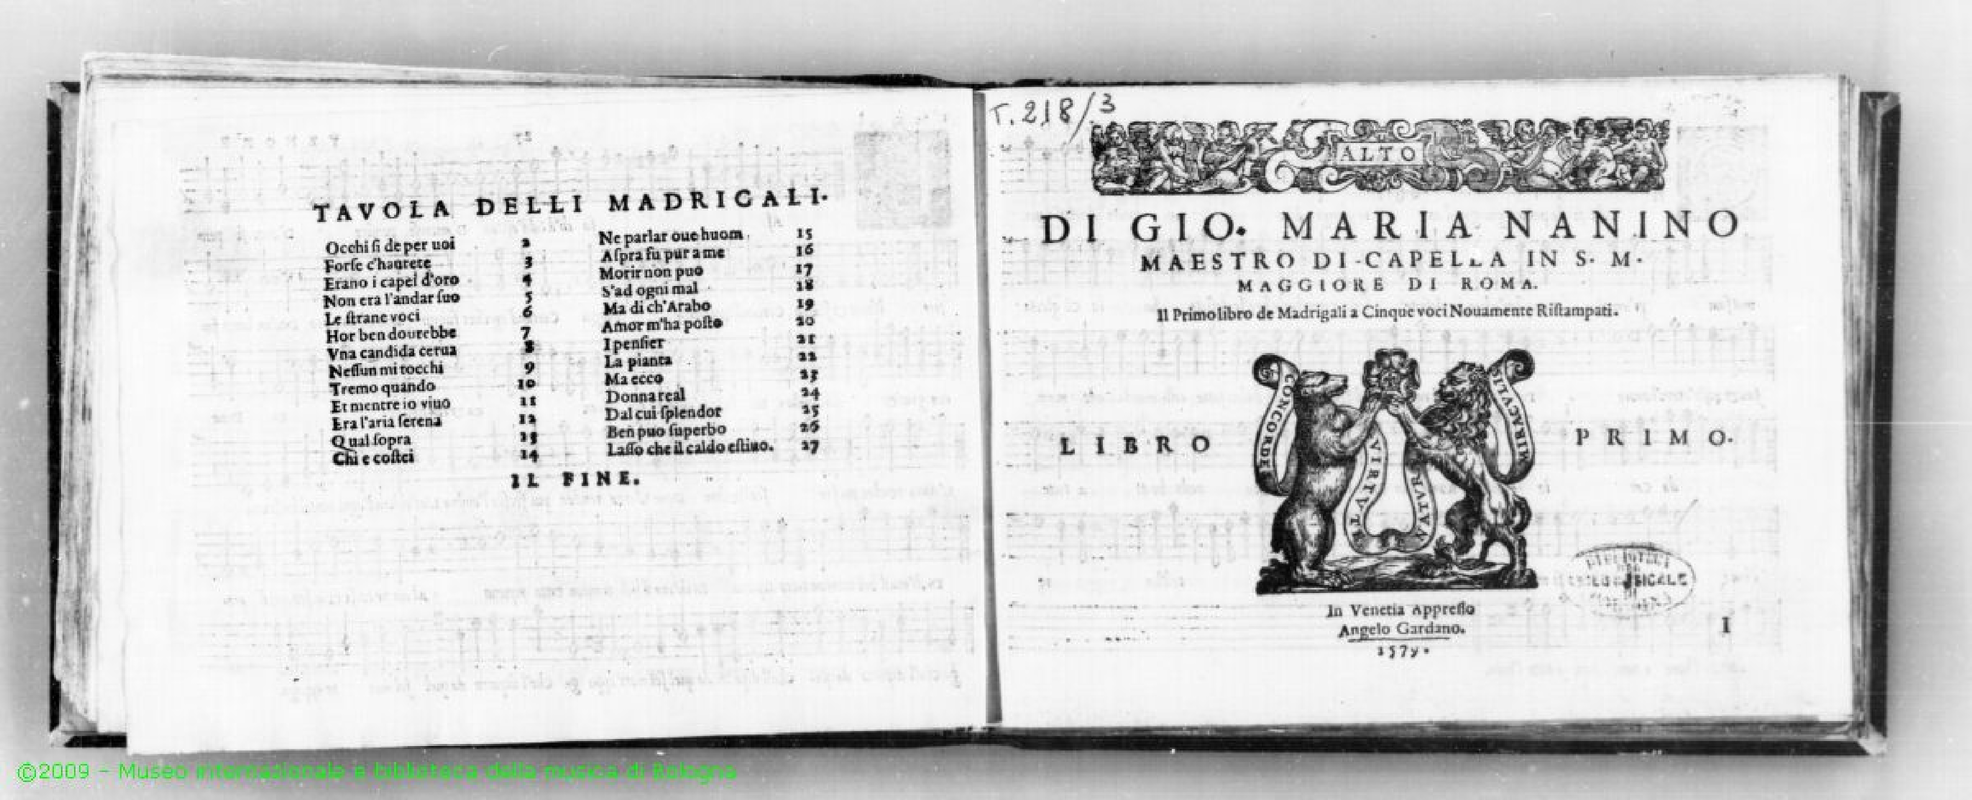 TAVOLA DELLI MADRIGALI.
Occhi si de per uoi 2
Forse c'haurete 3
Erano i capei d'oro 4
Non era l'andar suo 5
Le strane voci 6
Hor ben dourebbe 7
Vna candida cerua 8
Nessun mi tocchi 9
Tremo quando 10
Et mentre io viuo 11
Era l'aria serena 12
Qual sopra 13
Chi e costei 14
Ne parlar oue huom 15
Aspra fu pur a me 16
Morir non puo 17
S'ad ogni mal 18
Ma di ch'Arabo 19
Amor m'ha posto 20
I pensier 21
La pianta 22
Ma ecco 23
Donna real 24
Dal cui splendor 25
Ben puo superbo 26
Lasso che il caldo estiuo. 27
IL FINE.
T.218/3
ALTO
DI GIO. MARIA NANINO
MAESTRO DI CAPELLA IN S. M.
MAGGIORE DI ROMA.
Il Primo libro de Madrigali a Cinque voci Nouamente Ristampati.
CONCORDES
VIRTVTE
NATVRA
MIRACVLIS
LIBRO PRIMO.
In Venetia Appresso
Angelo Gardano.
1579.
I
©2009 - Museo internazionale e biblioteca della musica di Bologna